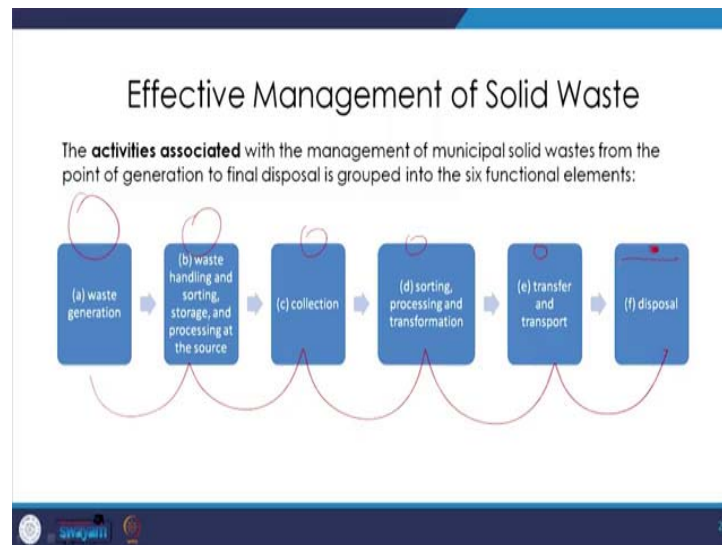 Effective Management of Solid Waste
The activities associated with the management of municipal solid wastes from the
point of generation to final disposal is grouped into the six functional elements:
(a) waste
generation
(b) waste
handling and
sorting,
storage, and
processing at
the source
(c) collection
(d) sorting,
processing and
transformation
(e) transfer
and
transport
(f) disposal
swayam
2